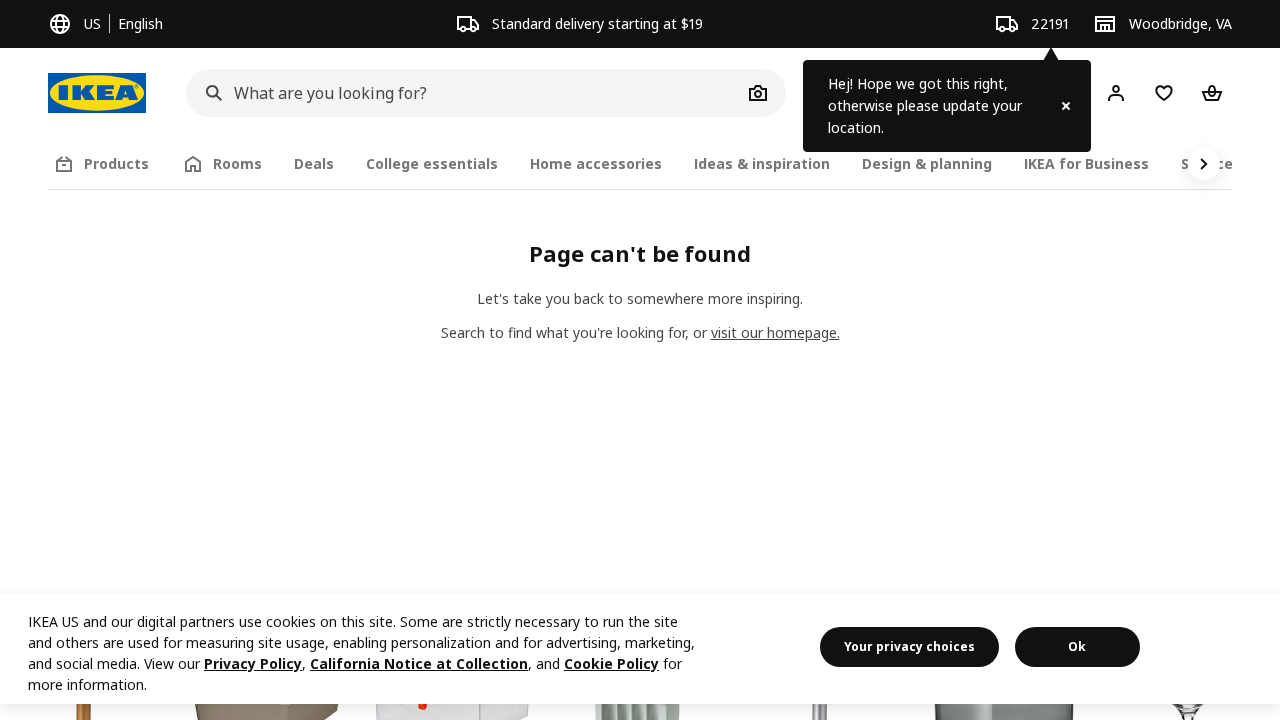 US English
Standard delivery starting at $19
22191
Woodbridge, VA
IKEA
What are you looking for?
Hej! Hope we got this right,
otherwise please update your
location.
Products
Rooms
Deals
College essentials
Home accessories
Ideas & inspiration
Design & planning
IKEA for Business
Page can't be found
Let's take you back to somewhere more inspiring.
Search to find what you're looking for, or visit our homepage.
IKEA US and our digital partners use cookies on this site. Some are strictly necessary to run the site
and others are used for measuring site usage, enabling personalization and for advertising, marketing,
and social media. View our Privacy Policy, California Notice at Collection, and Cookie Policy for
more information.
Your privacy choices
Ok